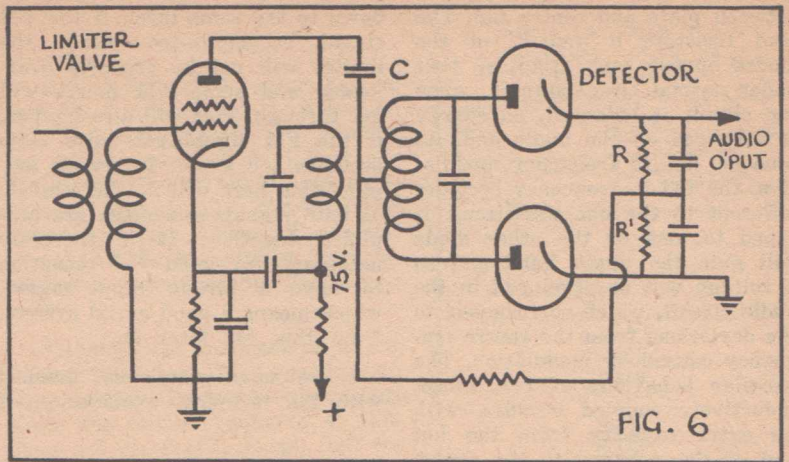 LIMITER
VALVE
C
DETECTOR
AUDIO
O'PUT
R
R'
75V.
+
FIG. 6